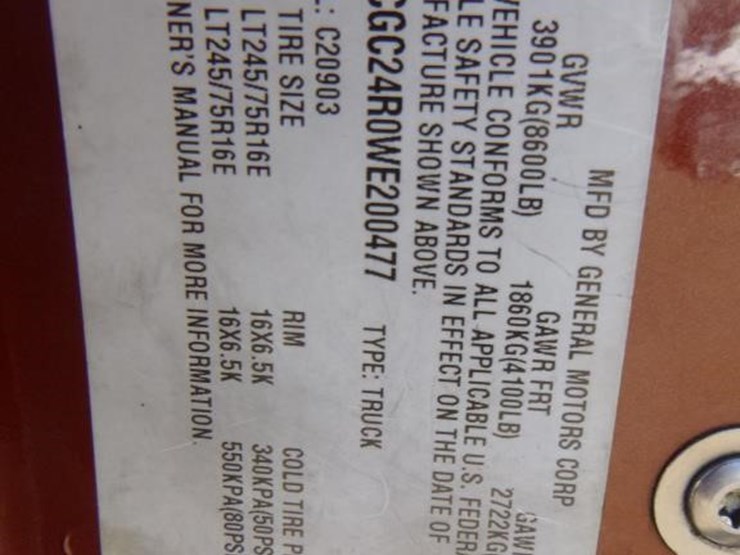 MFD BY GENERAL MOTORS CORP
GVWR GAWR FRT
3901KG(8600LB) 1860KG(4100LB) 2722KG
VEHICLE CONFORMS TO ALL APPLICABLE U.S. FEDERA
LE SAFETY STANDARDS IN EFFECT ON THE DATE OF
FACTURE SHOWN ABOVE.
CGC24R0WE200477 TYPE: TRUCK
.: C20903
TIRE SIZE RIM COLD TIRE P
LT245/75R16E 16X6.5K 340KPA(50PS
LT245/75R16E 16X6.5K 550KPA(80PS
NER'S MANUAL FOR MORE INFORMATION.